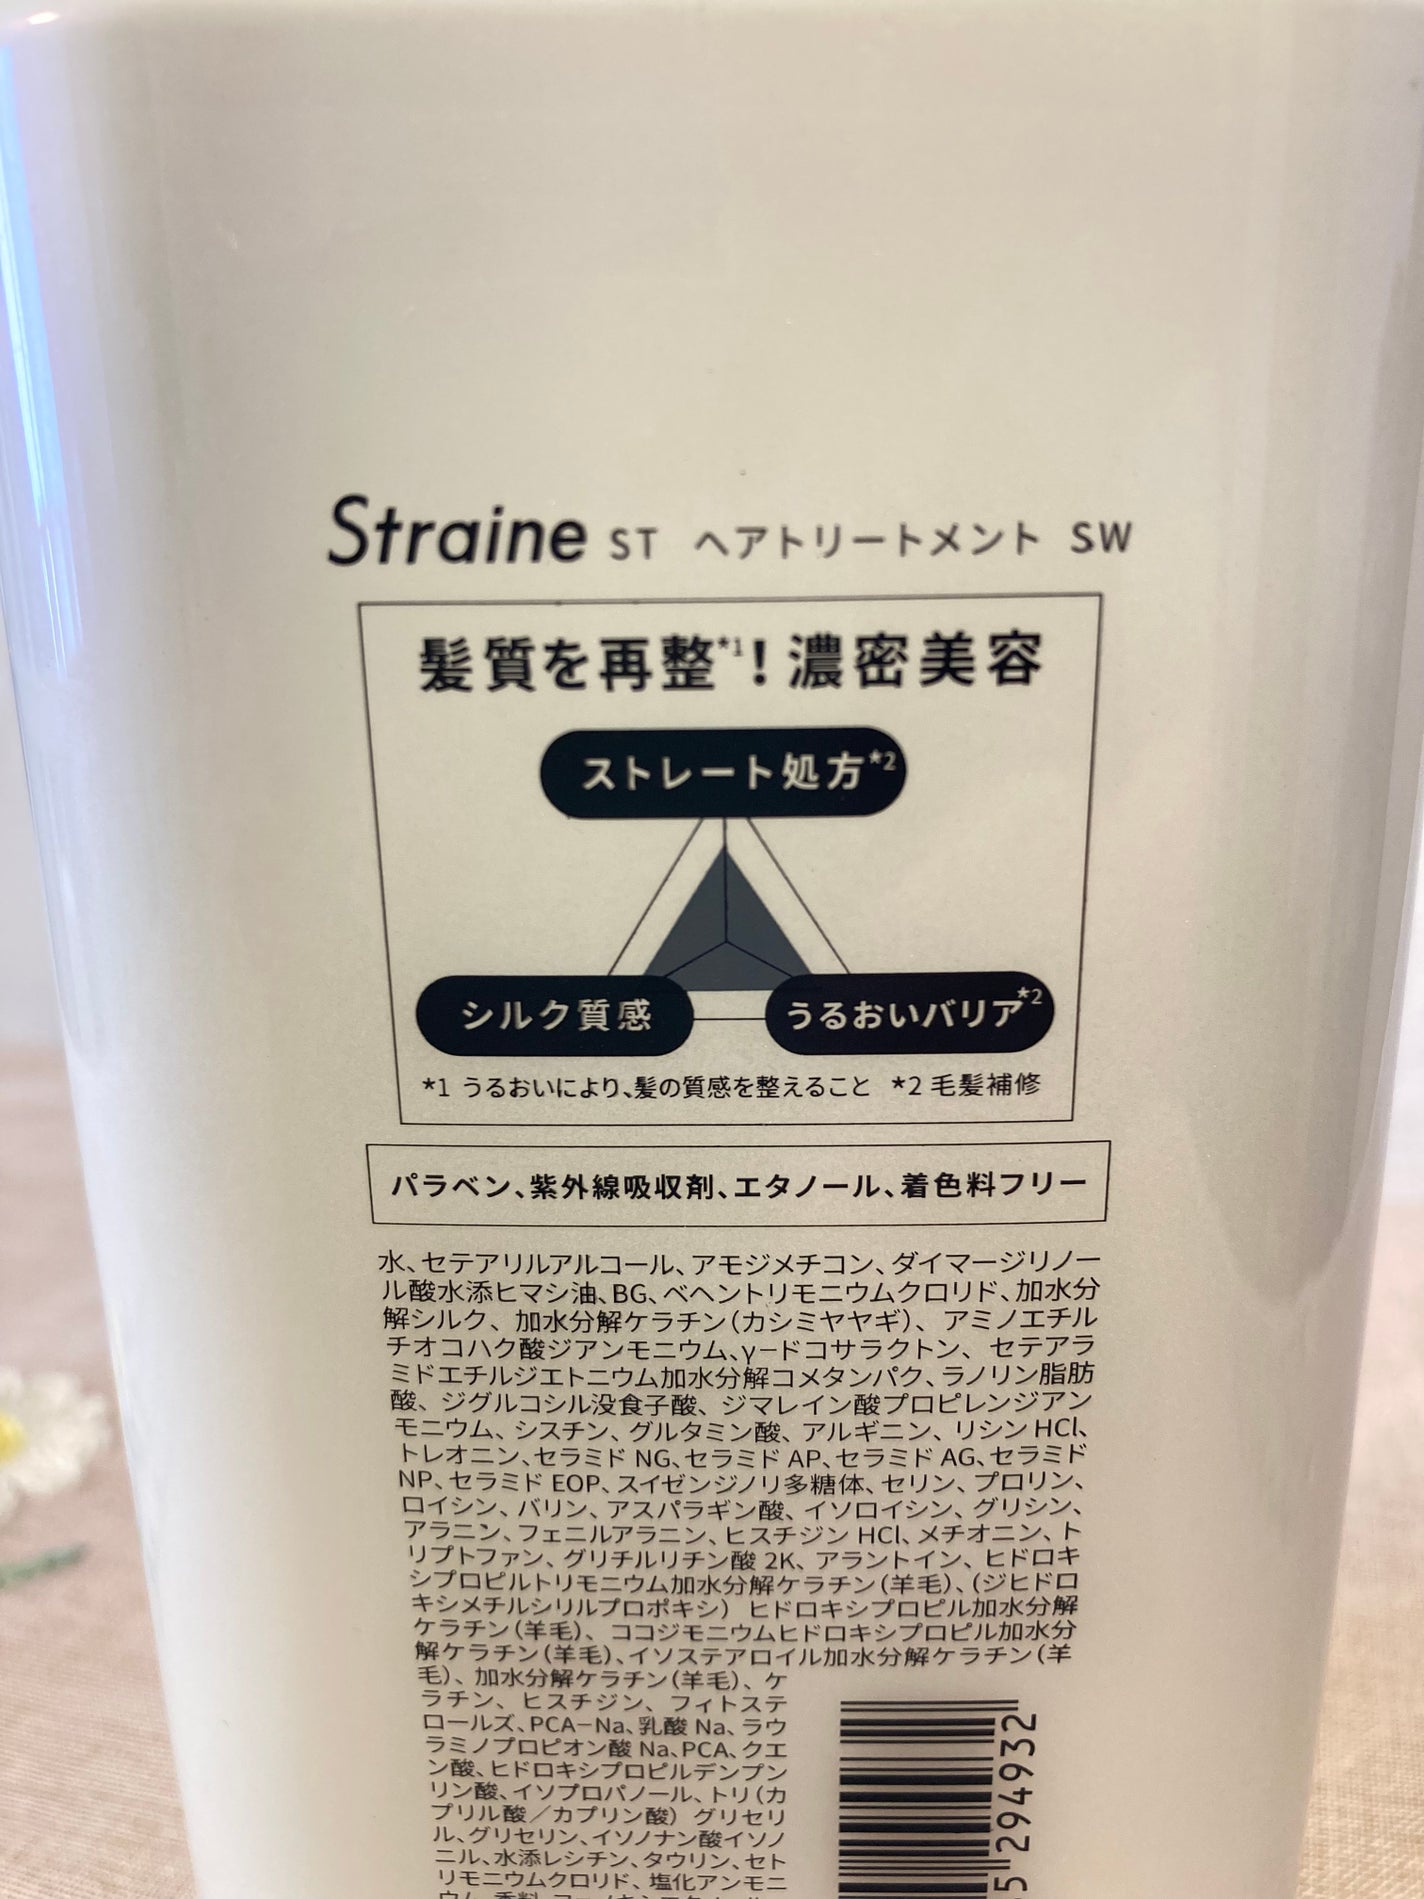 Straine ST ヘアトリートメント SW
髪質を再整*1！濃密美容
ストレート処方*2
シルク質感 うるおいバリア*2
*1 うるおいにより、髪の質感を整えること *2 毛髪補修
パラベン、紫外線吸収剤、エタノール、着色料フリー
水、セテアリルアルコール、アモジメチコン、ダイマージリノー
ル酸水添ヒマシ油、BG、ベヘントリモニウムクロリド、加水分
解シルク、加水分解ケラチン（カシミヤヤギ）、アミノエチル
チオコハク酸ジアンモニウム、γ－ドコサラクトン、セテアラ
ミドエチルジエトニウム加水分解コメタンパク、ラノリン脂肪
酸、ジグルコシル没食子酸、ジマレイン酸プロピレンジアン
モニウム、シスチン、グルタミン酸、アルギニン、リシン HCl、
トレオニン、セラミド NG、セラミド AP、セラミド AG、セラミド
NP、セラミド EOP、スイゼンジノリ多糖体、セリン、プロリン、
ロイシン、バリン、アスパラギン酸、イソロイシン、グリシン、
アラニン、フェニルアラニン、ヒスチジン HCl、メチオニン、ト
リプトファン、グリチルリチン酸 2K、アラントイン、ヒドロキ
シプロピルトリモニウム加水分解ケラチン（羊毛）、（ジヒドロ
キシメチルシリルプロポキシ）ヒドロキシプロピル加水分解
ケラチン（羊毛）、ココジモニウムヒドロキシプロピル加水分
解ケラチン（羊毛）、イソステアロイル加水分解ケラチン（羊
毛）、加水分解ケラチン（羊毛）、ケ
ラチン、ヒスチジン、フィトステ
ロールズ、PCA－Na、乳酸 Na、ラウ
ラミノプロピオン酸 Na、PCA、クエ
ン酸、ヒドロキシプロピルデンプン
リン酸、イソプロパノール、トリ（カ
プリル酸／カプリン酸）グリセリ
ル、グリセリン、イソノナン酸イソノ
ニル、水添レシチン、タウリン、セト
リモニウムクロリド、塩化アンモニ
5 294932